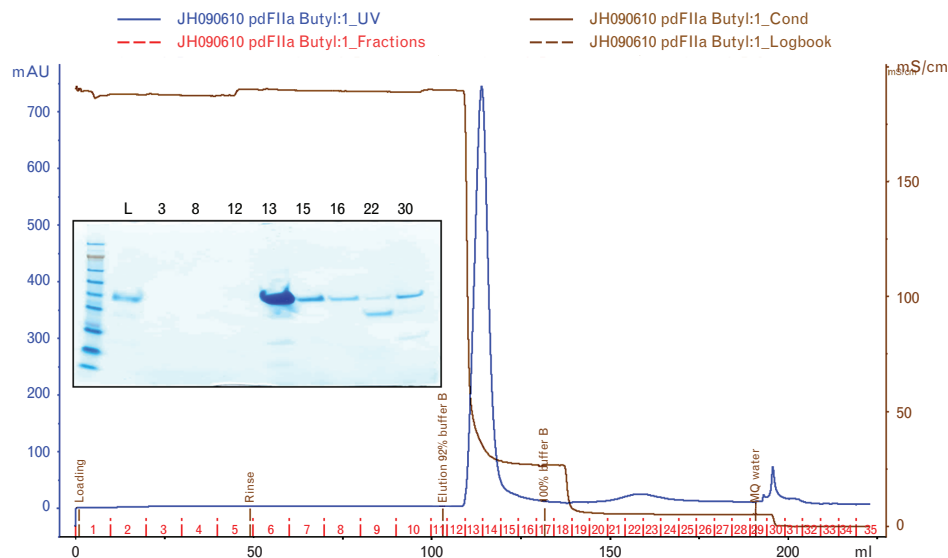 JH090610 pdFIIa Butyl:1_UV
JH090610 pdFIIa Butyl:1_Cond
JH090610 pdFIIa Butyl:1_Fractions
JH090610 pdFIIa Butyl:1_Logbook
mAU
mS/cm
mS/cm
700
600
500
400
300
200
100
0
150
100
50
0
L 3 8 12 13 15 16 22 30
Loading
Rinse
Elution 92% buffer B
100% buffer B
MQ water
1 2 3 4 5 6 7 8 9 10 11 12 13 14 15 16 17 18 19 20 21 22 23 24 25 26 27 28 29 30 31 32 33 34 35
0 50 100 150 200 ml